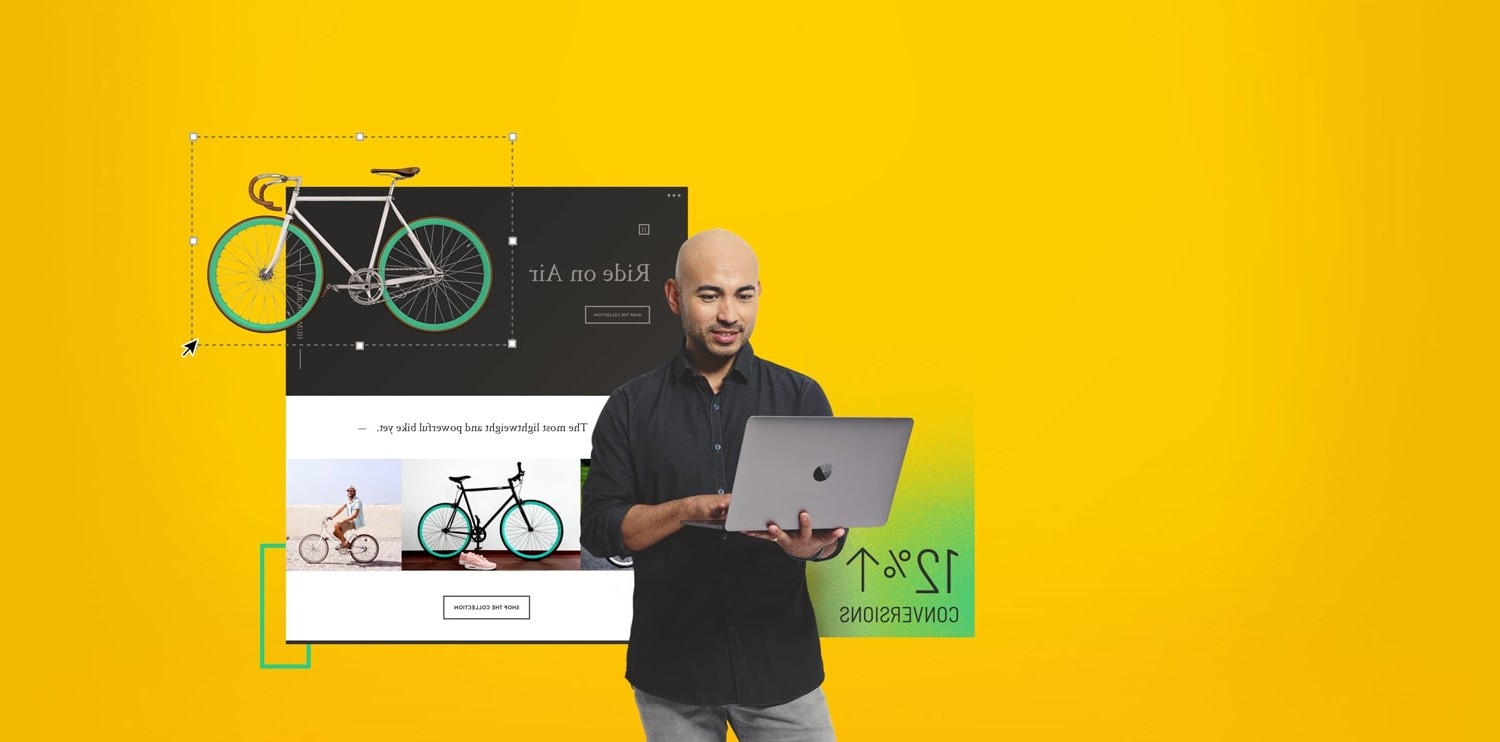 Ride on Air
SHOP THE COLLECTION
The most lightweight and powerful bike yet. —
SHOP THE COLLECTION
12%↑
CONVERSIONS